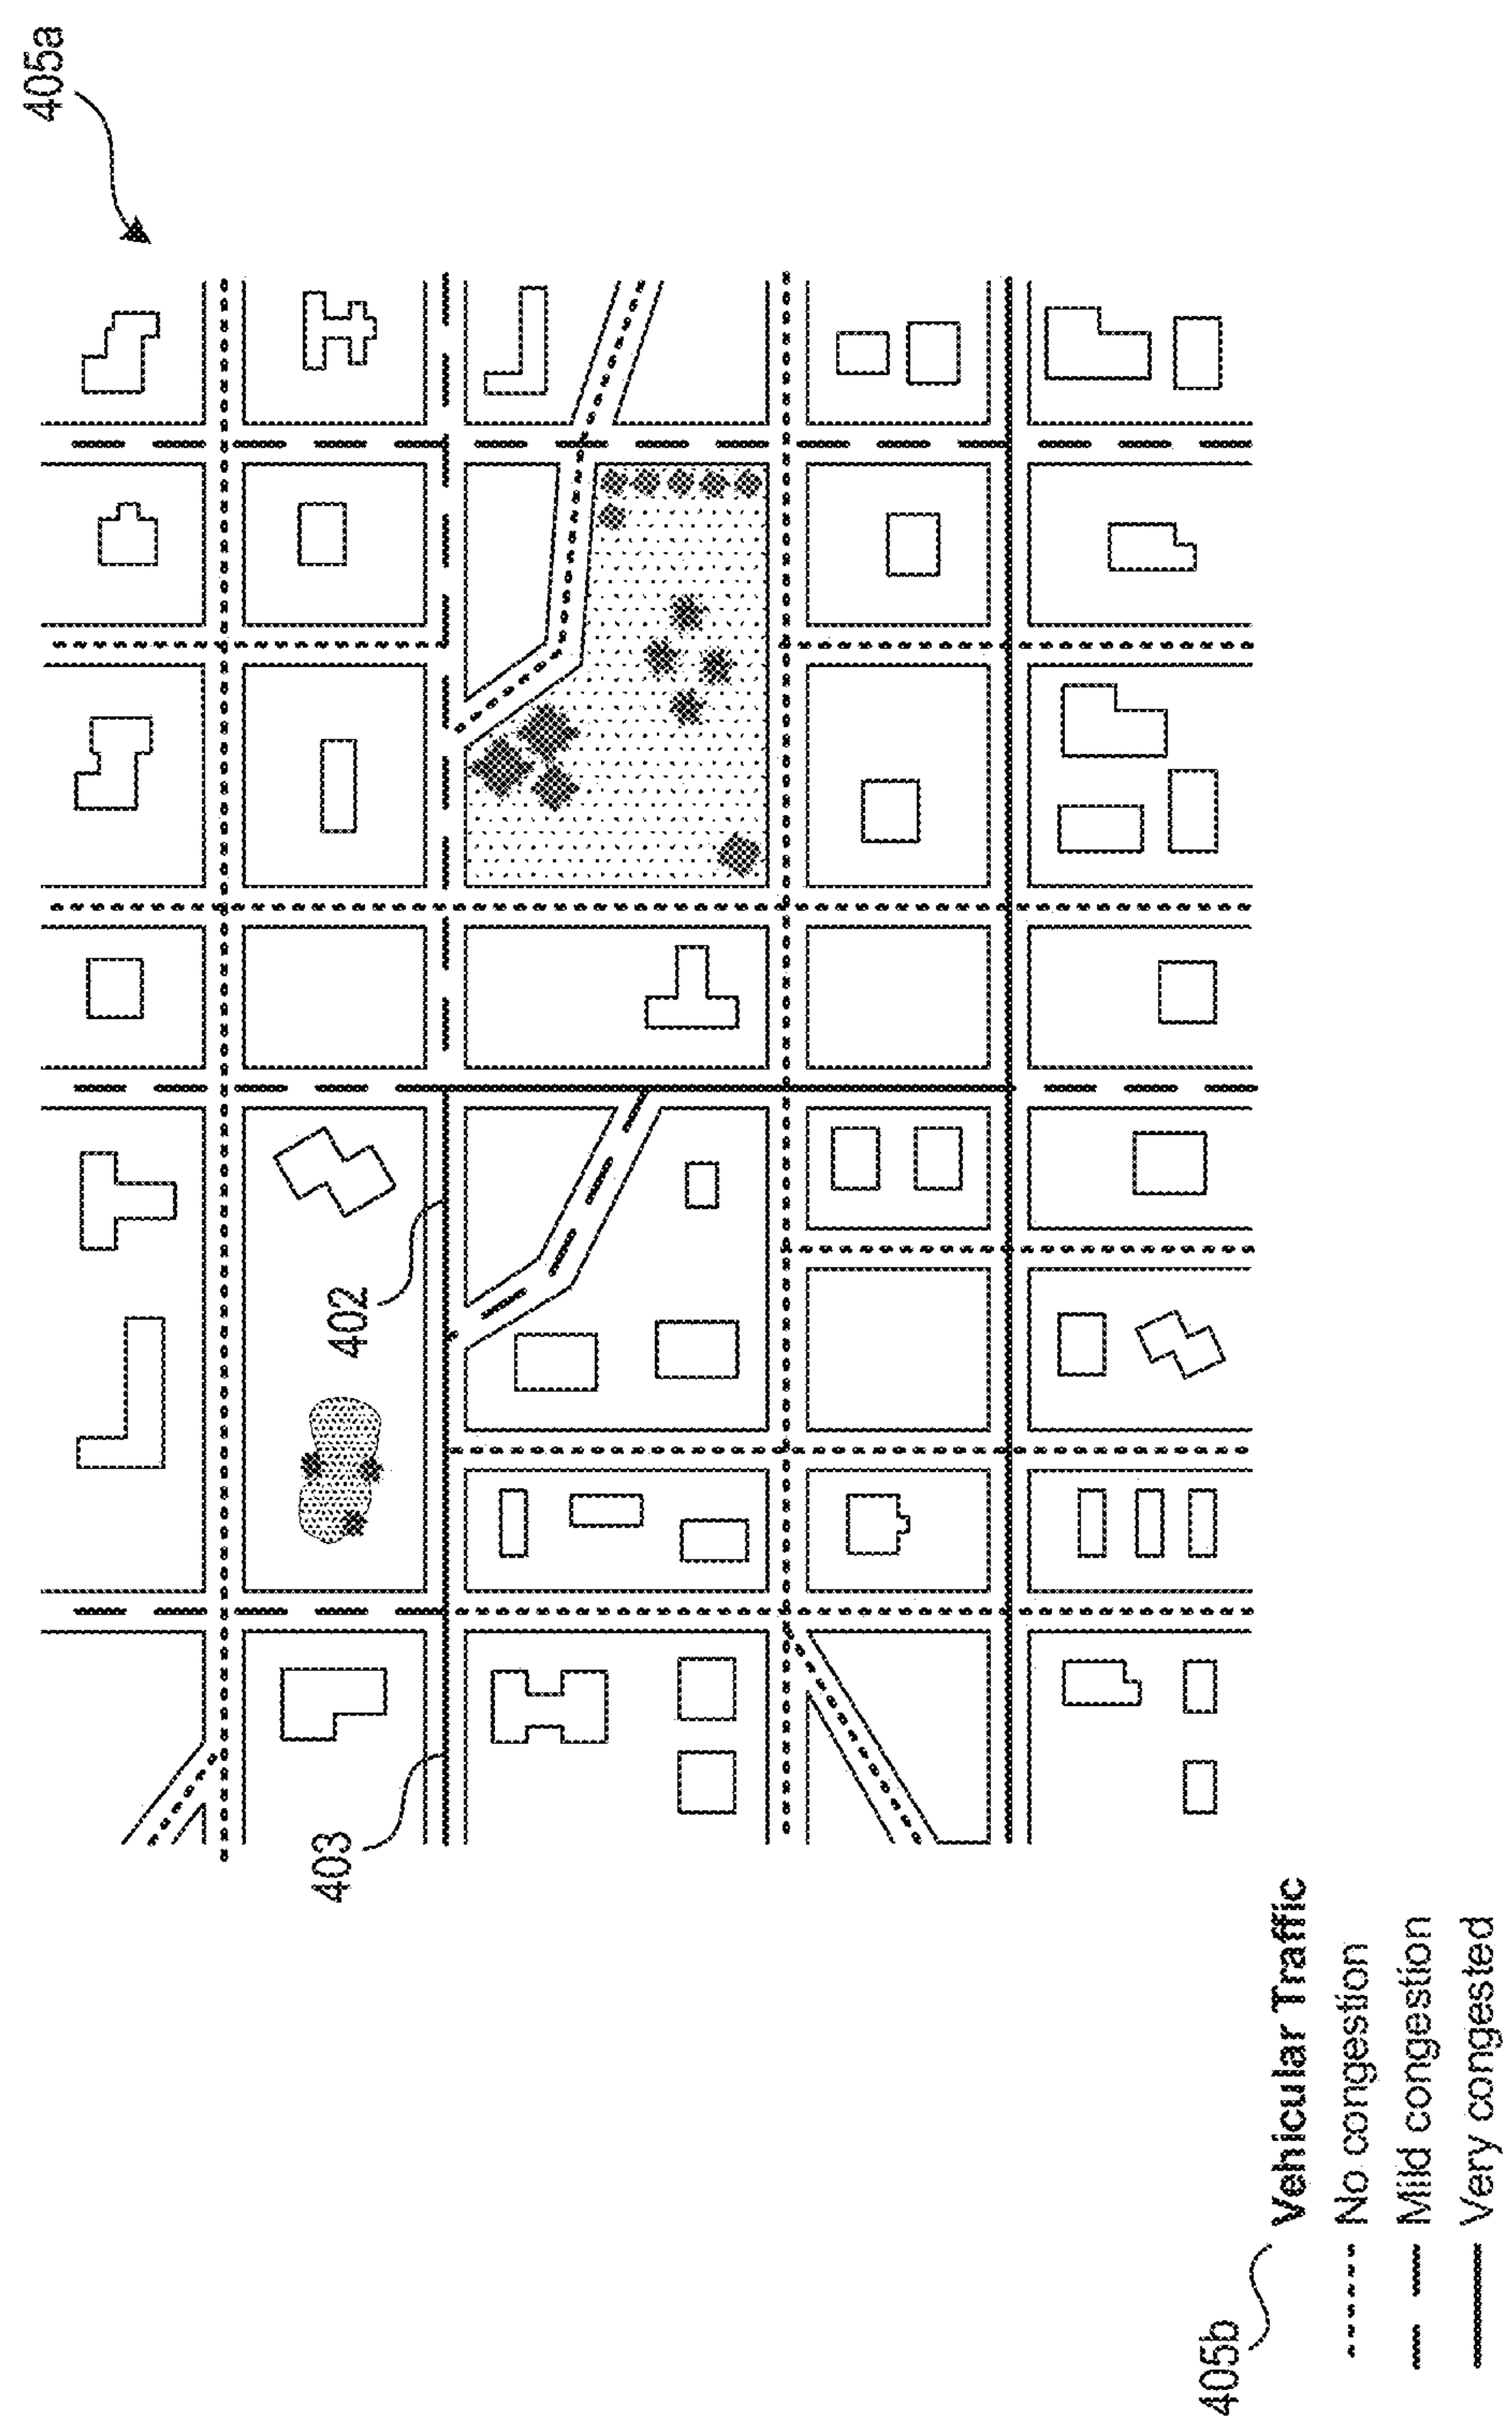 405a
402
403
405b
Vehicular Traffic
No congestion
Mild congestion
Very congested